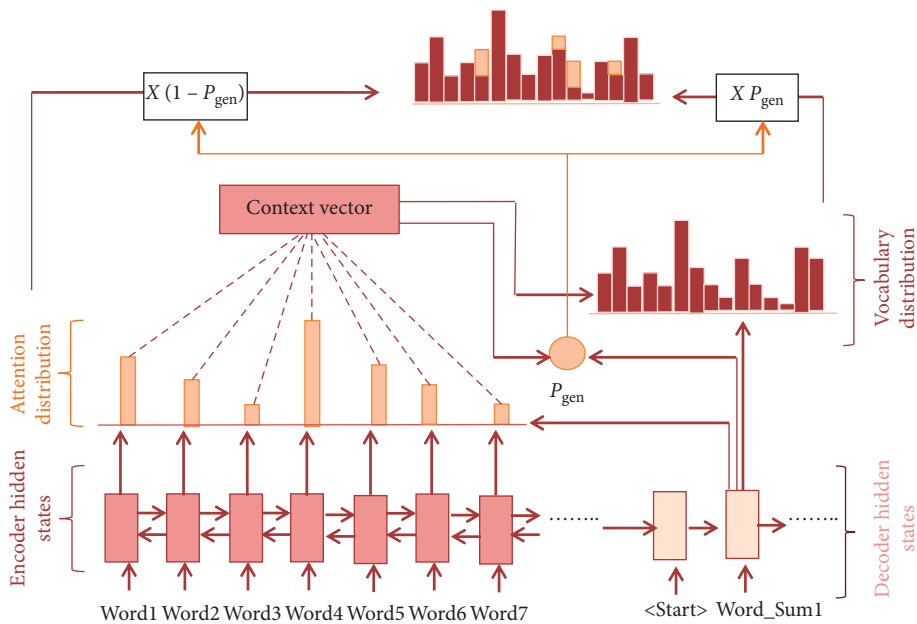 X (1 – Pgen)
X Pgen
Context vector
Vocabulary
distribution
Attention
distribution
Pgen
Encoder hidden
states
Decoder hidden
states
Word1 Word2 Word3 Word4 Word5 Word6 Word7
<Start> Word_Sum1